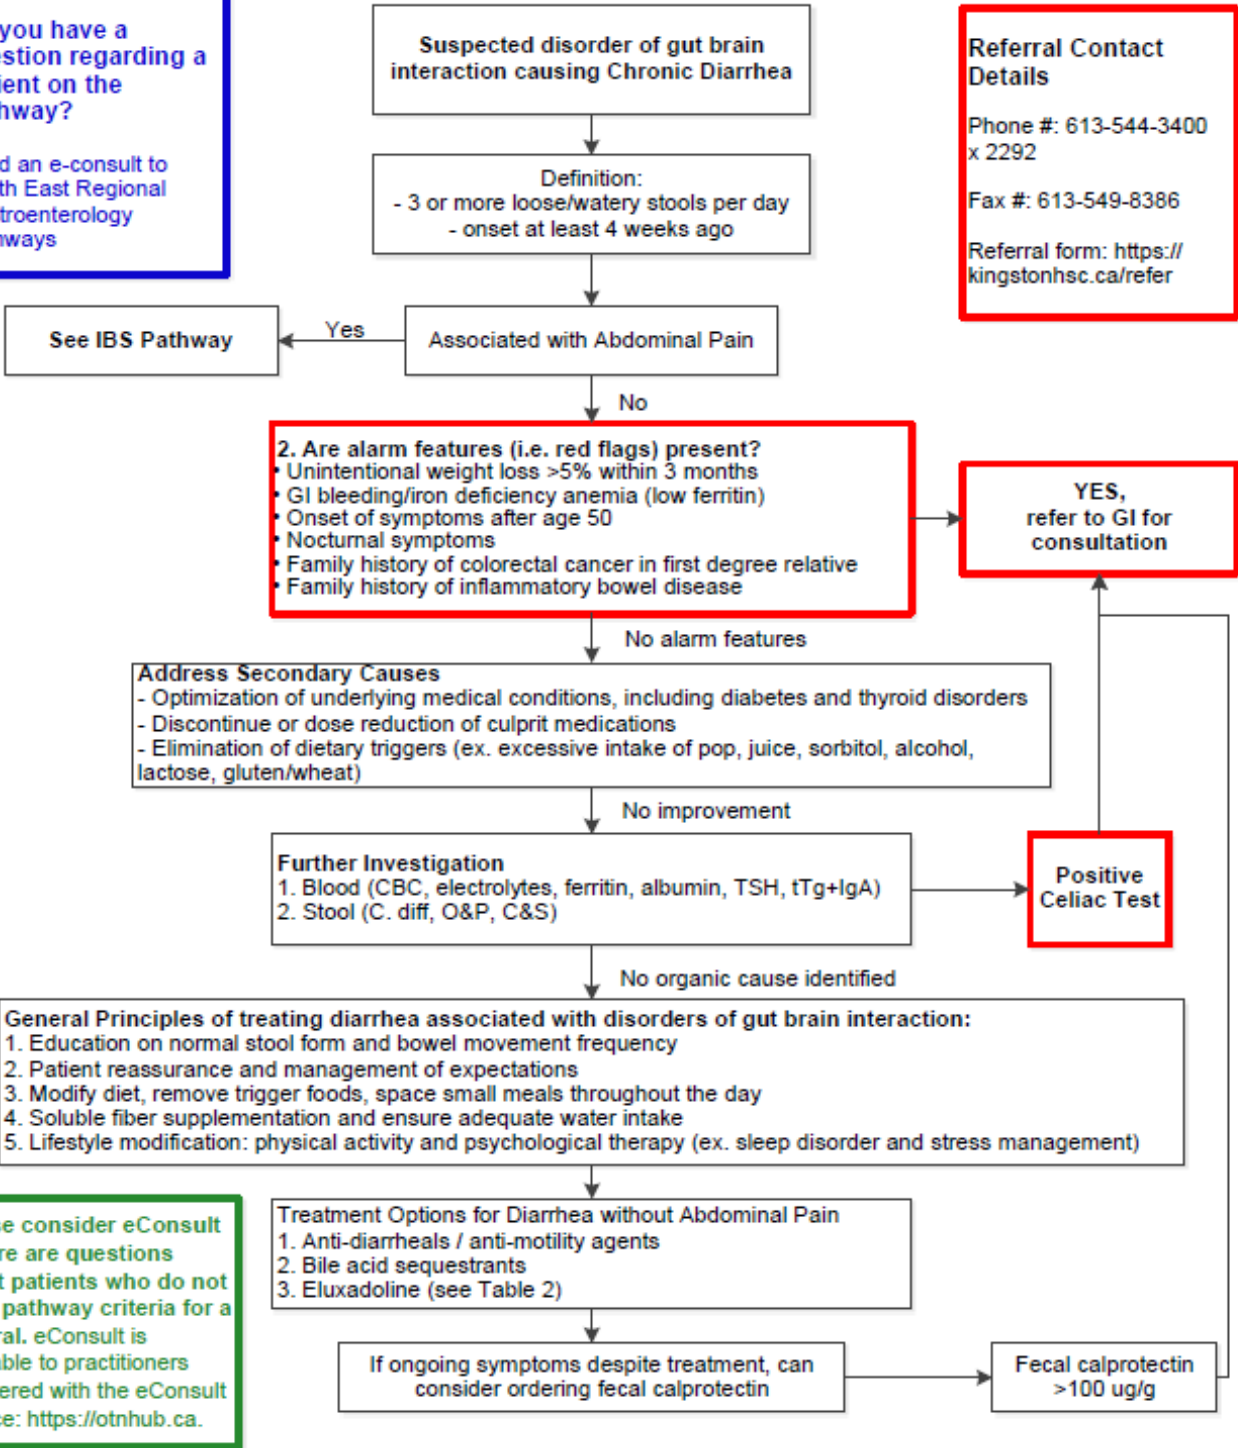 you have a
estion regarding a
ient on the
hway?
d an e-consult to
th East Regional
troenterology
hways
Suspected disorder of gut brain
interaction causing Chronic Diarrhea
Referral Contact
Details
Phone #: 613-544-3400
x 2292
Fax #: 613-549-8386
Referral form: https://
kingstonhsc.ca/refer
Definition:
- 3 or more loose/watery stools per day
- onset at least 4 weeks ago
See IBS Pathway
Yes
Associated with Abdominal Pain
No
2. Are alarm features (i.e. red flags) present?
• Unintentional weight loss >5% within 3 months
• GI bleeding/iron deficiency anemia (low ferritin)
• Onset of symptoms after age 50
• Nocturnal symptoms
• Family history of colorectal cancer in first degree relative
• Family history of inflammatory bowel disease
YES,
refer to GI for
consultation
No alarm features
Address Secondary Causes
- Optimization of underlying medical conditions, including diabetes and thyroid disorders
- Discontinue or dose reduction of culprit medications
- Elimination of dietary triggers (ex. excessive intake of pop, juice, sorbitol, alcohol,
lactose, gluten/wheat)
No improvement
Further Investigation
1. Blood (CBC, electrolytes, ferritin, albumin, TSH, tTg+IgA)
2. Stool (C. diff, O&P, C&S)
Positive
Celiac Test
No organic cause identified
General Principles of treating diarrhea associated with disorders of gut brain interaction:
1. Education on normal stool form and bowel movement frequency
2. Patient reassurance and management of expectations
3. Modify diet, remove trigger foods, space small meals throughout the day
4. Soluble fiber supplementation and ensure adequate water intake
5. Lifestyle modification: physical activity and psychological therapy (ex. sleep disorder and stress management)
Treatment Options for Diarrhea without Abdominal Pain
1. Anti-diarrheals / anti-motility agents
2. Bile acid sequestrants
3. Eluxadoline (see Table 2)
se consider eConsult
re are questions
t patients who do not
pathway criteria for a
ral. eConsult is
able to practitioners
ered with the eConsult
ce: https://otnhub.ca.
If ongoing symptoms despite treatment, can
consider ordering fecal calprotectin
Fecal calprotectin
>100 ug/g